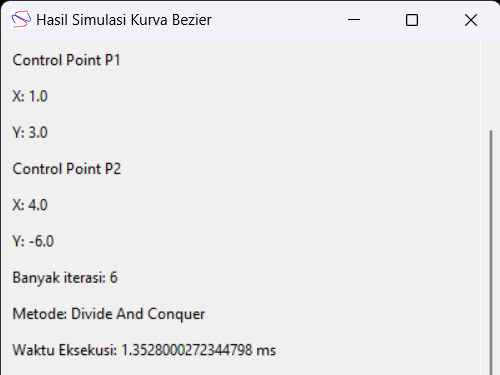 Hasil Simulasi Kurva Bezier
Control Point P1
X: 1.0
Y: 3.0
Control Point P2
X: 4.0
Y: -6.0
Banyak iterasi: 6
Metode: Divide And Conquer
Waktu Eksekusi: 1.3528000272344798 ms